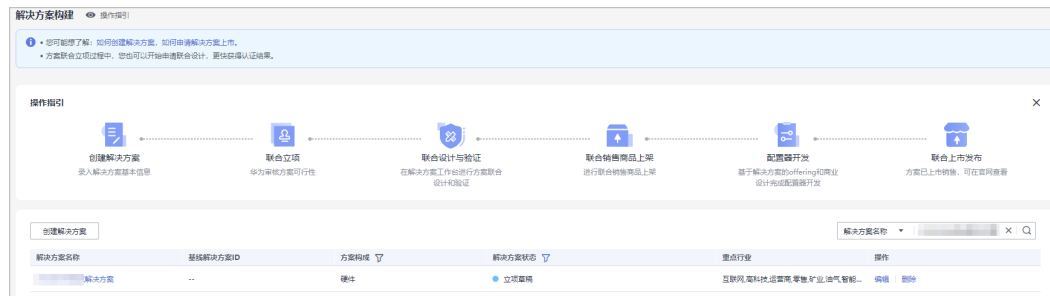 解决方案构建 操作指引
• 您可能想了解：如何创建解决方案，如何申请解决方案上市。
• 方案联合立项过程中，您也可以开始申请联合设计，更快获得认证结果。
操作指引
创建解决方案 联合立项 联合设计与验证 联合销售商品上架 配置器开发 联合上市发布
录入解决方案基本信息 华为审核方案可行性 在解决方案工作台进行方案联合 进行联合销售商品上架 基于解决方案的offering和商业 方案已上市销售，可在官网查看
设计和验证 设计完成配置器开发
创建解决方案 解决方案名称
解决方案名称 基线解决方案ID 方案构成 解决方案状态 重点行业 操作
解决方案 -- 硬件 立项草稿 互联网,高科技,运营商,零售,矿业,油气,智能... 编辑 删除